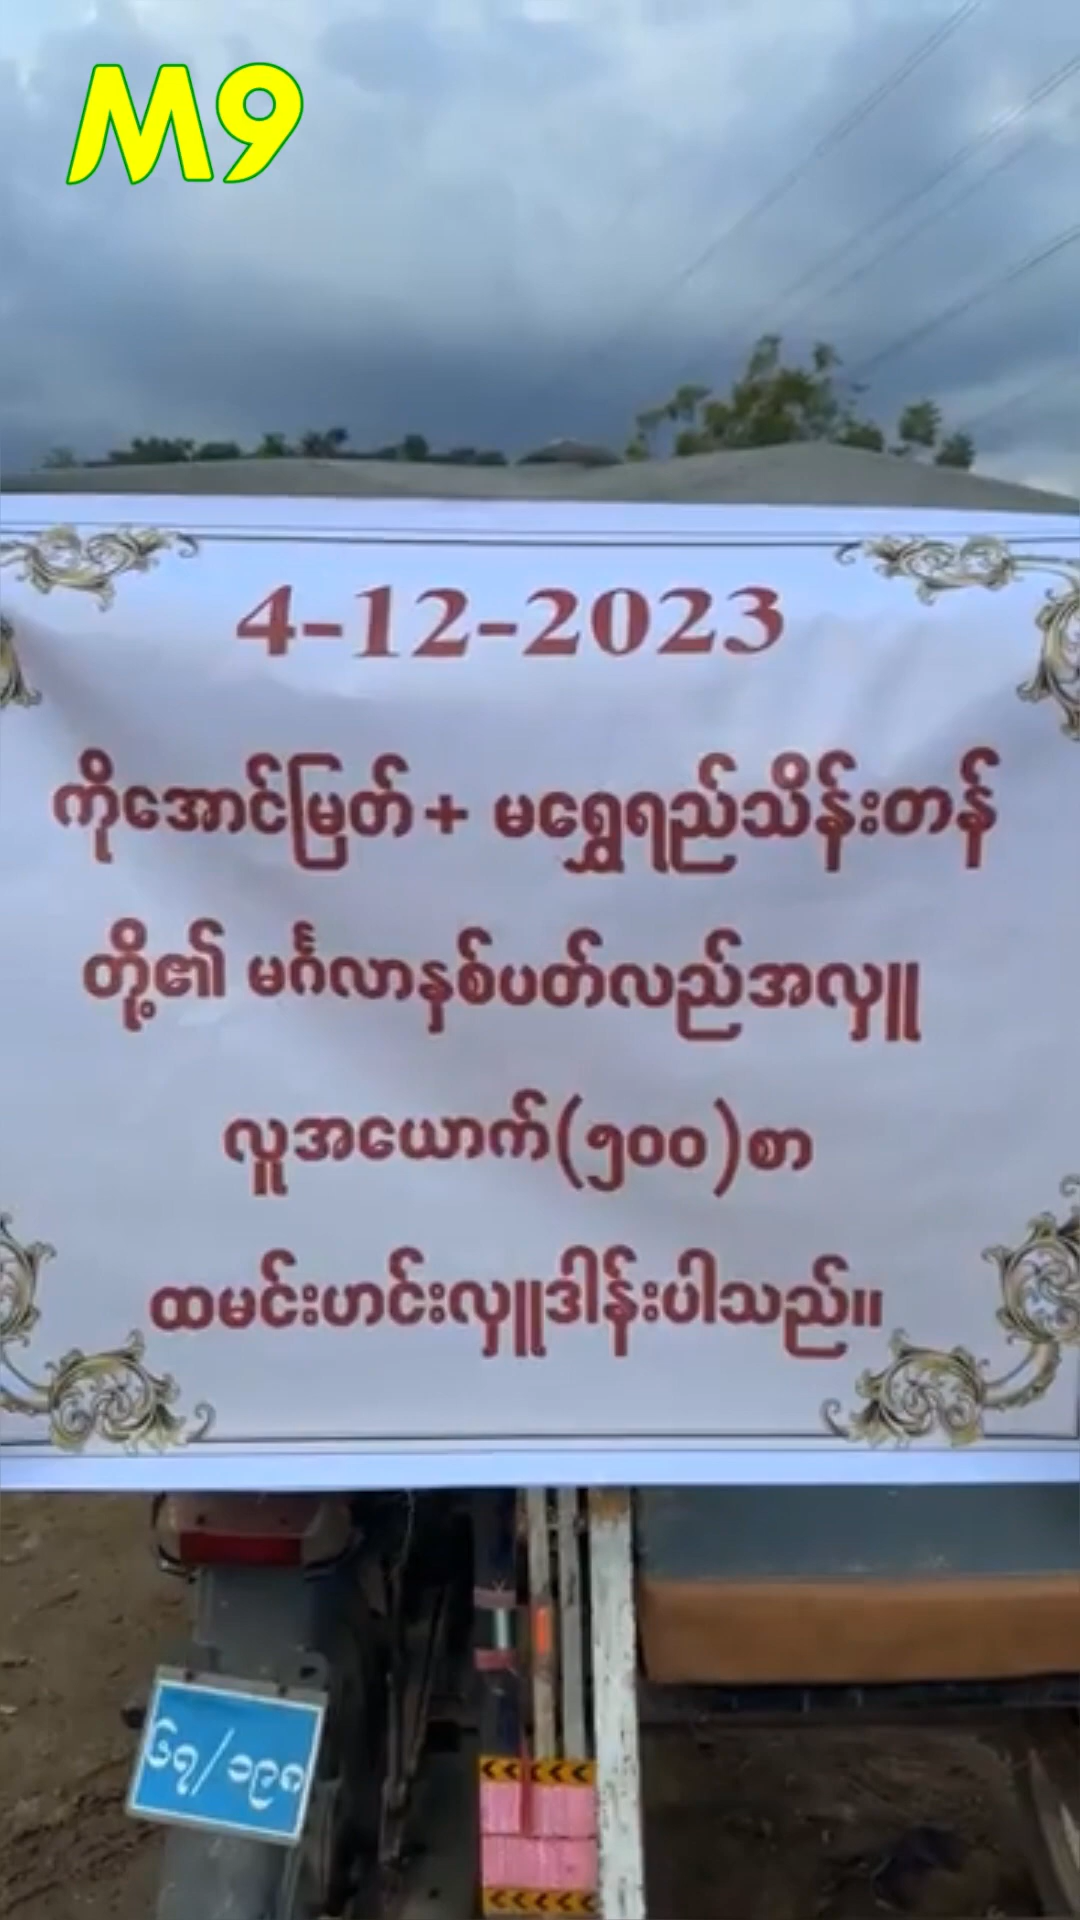 M9
4-12-2023
ကိုအောင်မြတ်+ မရွှေရည်သိန်းတန်
တို့၏ မင်္ဂလာနှစ်ပတ်လည်အလှူ
လူအယောက်(၅၀၀)စာ
ထမင်းဟင်းလှူဒါန်းပါသည်။
၆၇/၁၉၈